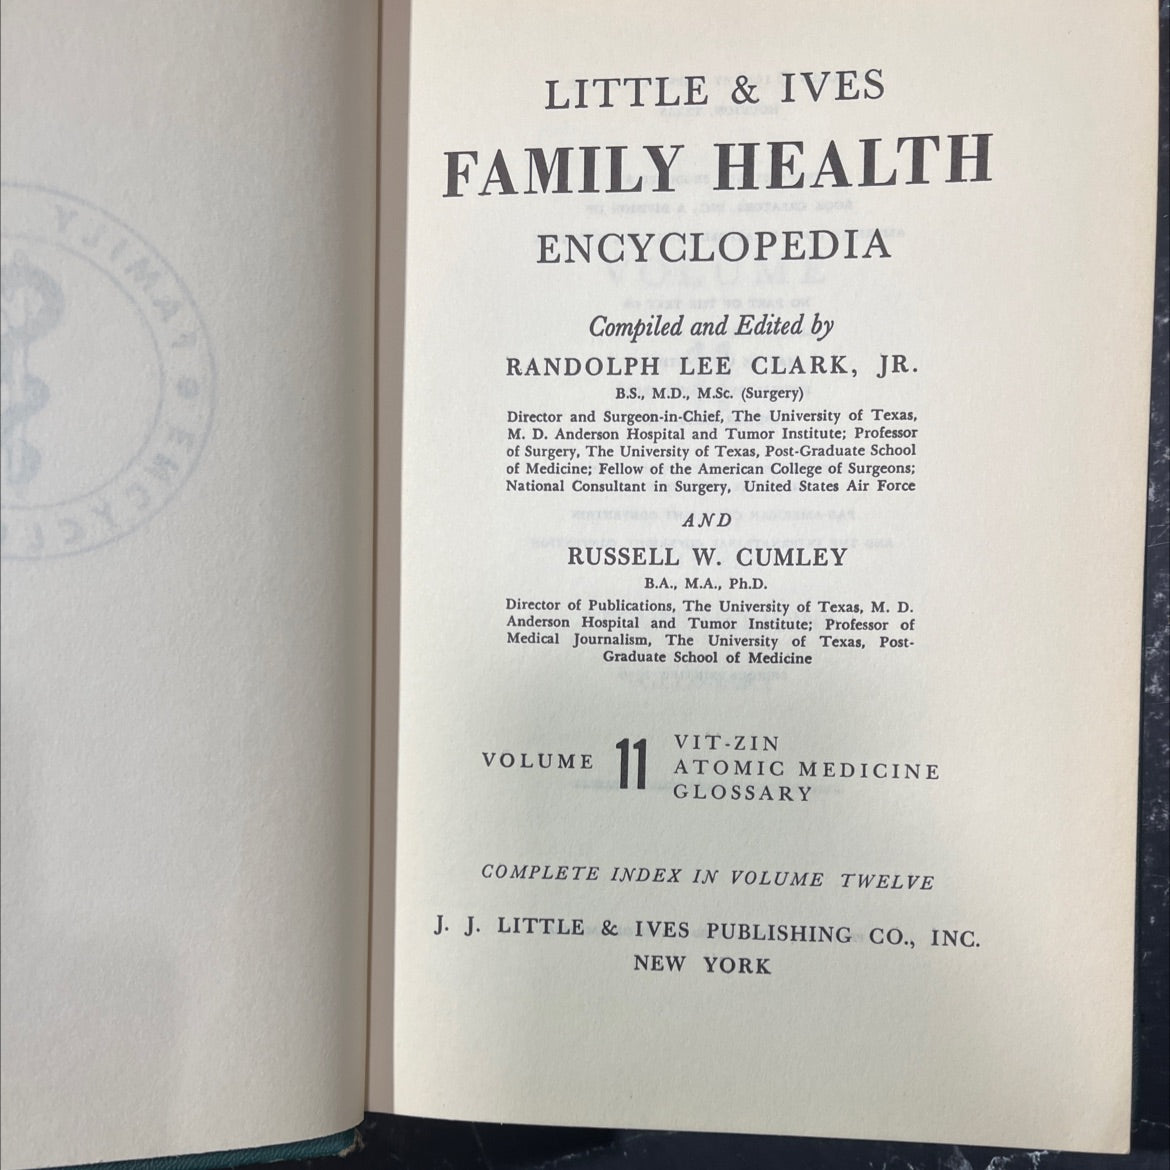 LITTLE & IVES
FAMILY HEALTH
ENCYCLOPEDIA
Compiled and Edited by
RANDOLPH LEE CLARK, JR.
B.S., M.D., M.Sc. (Surgery)
Director and Surgeon-in-Chief, The University of Texas,
M. D. Anderson Hospital and Tumor Institute; Professor
of Surgery, The University of Texas, Post-Graduate School
of Medicine; Fellow of the American College of Surgeons;
National Consultant in Surgery, United States Air Force
AND
RUSSELL W. CUMLEY
B.A., M.A., Ph.D.
Director of Publications, The University of Texas, M. D.
Anderson Hospital and Tumor Institute; Professor of
Medical Journalism, The University of Texas, Post-
Graduate School of Medicine
VOLUME 11
VIT-ZIN
ATOMIC MEDICINE
GLOSSARY
COMPLETE INDEX IN VOLUME TWELVE
J. J. LITTLE & IVES PUBLISHING CO., INC.
NEW YORK